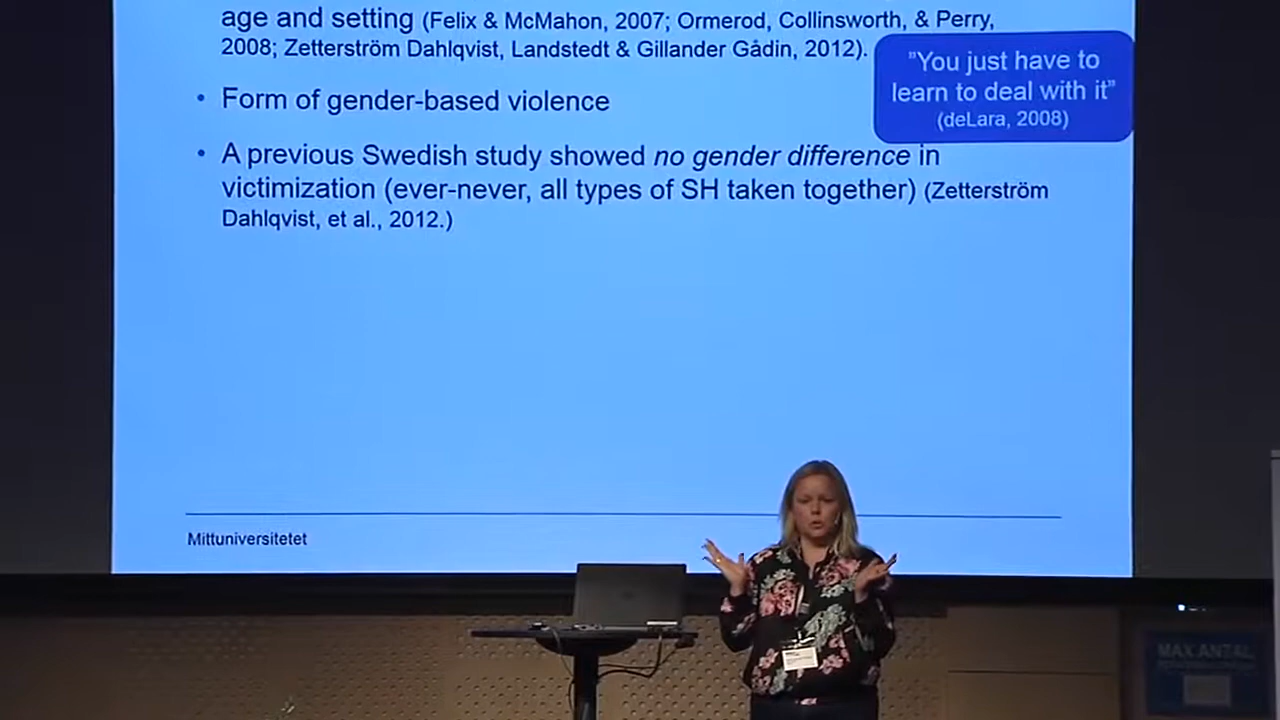 age and setting (Felix & McMahon, 2007; Ormerod, Collinsworth, & Perry,
2008; Zetterström Dahlqvist, Landstedt & Gillander Gådin, 2012).
"You just have to
learn to deal with it”
(deLara, 2008)
• Form of gender-based violence
• A previous Swedish study showed no gender difference in
victimization (ever-never, all types of SH taken together) (Zetterström
Dahlqvist, et al., 2012.)
Mittuniversitetet
MAX ANTAL